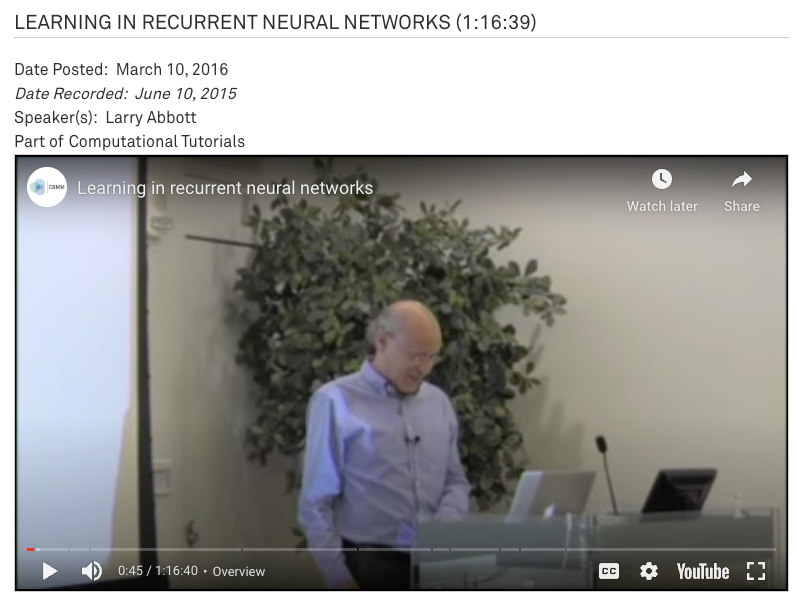 LEARNING IN RECURRENT NEURAL NETWORKS (1:16:39)
Date Posted: March 10, 2016
Date Recorded: June 10, 2015
Speaker(s): Larry Abbott
Part of Computational Tutorials
CBMM
Learning in recurrent neural networks
Watch later
Share
0:45 / 1:16:40 • Overview
CC
YouTube